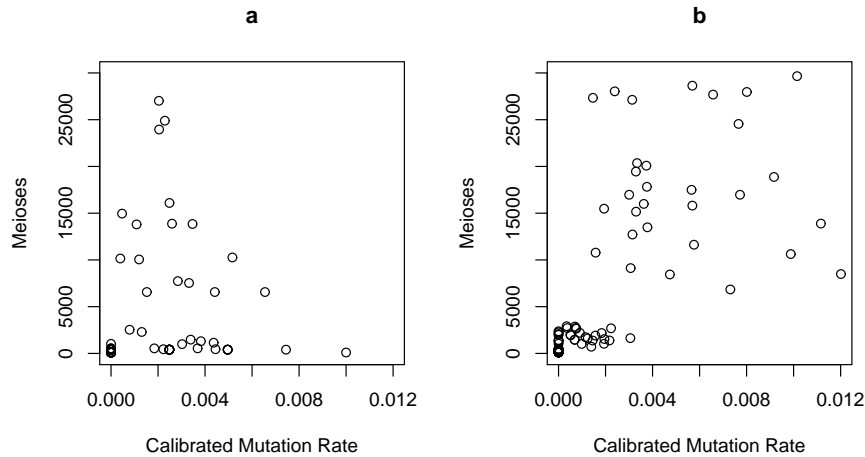 a
b
Meioses
0 5000 15000 25000
0.000 0.004 0.008 0.012
Calibrated Mutation Rate
Meioses
0 5000 15000 25000
0.000 0.004 0.008 0.012
Calibrated Mutation Rate